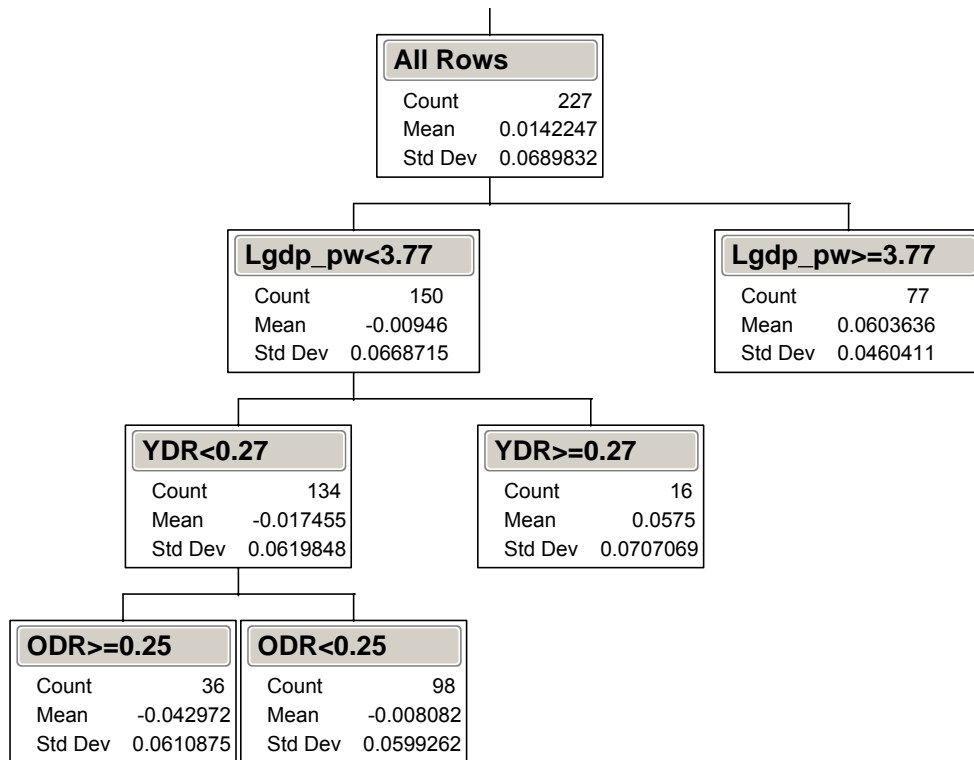 All Rows
Count 227
Mean 0.0142247
Std Dev 0.0689832
Lgdp_pw<3.77
Count 150
Mean -0.00946
Std Dev 0.0668715
Lgdp_pw>=3.77
Count 77
Mean 0.0603636
Std Dev 0.0460411
YDR<0.27
Count 134
Mean -0.017455
Std Dev 0.0619848
YDR>=0.27
Count 16
Mean 0.0575
Std Dev 0.0707069
ODR>=0.25
Count 36
Mean -0.042972
Std Dev 0.0610875
ODR<0.25
Count 98
Mean -0.008082
Std Dev 0.0599262